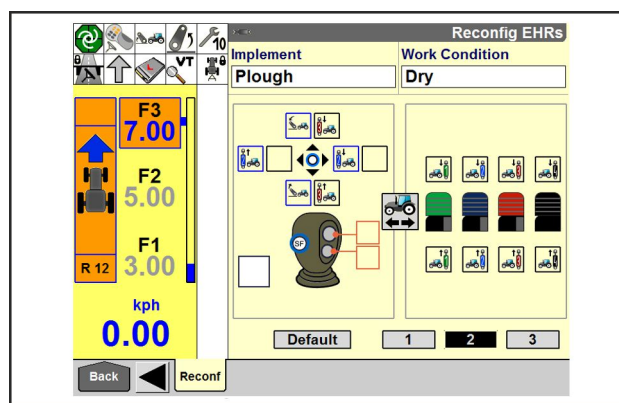 10
Reconfig EHRs
VT
L
Implement
Work Condition
Plough
Dry
F3
7.00
F2
5.00
F1
R 12
3.00
SF
kph
0.00
Default
1
2
3
Back
Reconf